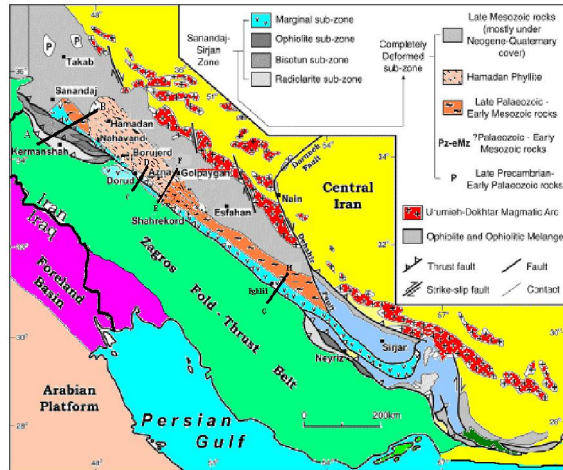 Sanandaj-
Sirjan
Zone
Marginal sub-zone
Ophiolite sub-zone
Bisotun sub-zone
Radiolarite sub-zone
Completely
Deformed
sub-zone
Late Mesozoic rocks
(mostly under
Neogene-Quaternary
cover)
Hamadan Phyllite
Late Palaeozoic -
Early Mesozoic rocks
Pz-eMz
?Palaeozoic - Early
Mesozoic rocks
P
Late Precambrian-
Early Palaeozoic rocks
Urumieh-Dokhtar Magmatic Arc
Ophiolite and Ophiolitic Melange
Thrust fault
Fault
Strike-slip fault
Contact
48
P
P
Takab
Sanandaj
B
Hamadan
A
Nahavand
Kermanshah
Borujerd
D
Azna
F
Golpaygan
Dorud
C
E
Shahrekord
Esfahan
Nain
Fault
Central
Iran
Fault
H
Eghlid
G
Neyriz
Sirjan
Iran
Iraq
Foreland
Basin
Zagros
Fold - Thrust
Belt
Arabian
Platform
Persian
Gulf
0
200km